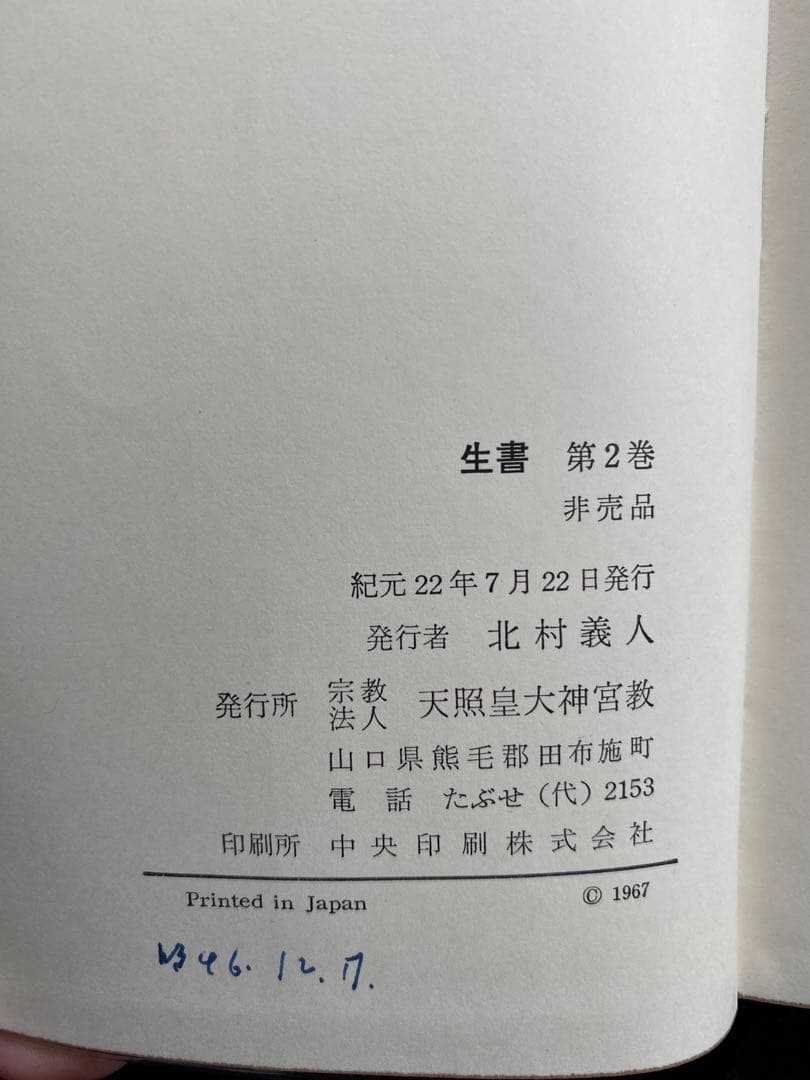 生書 第2巻
非売品
紀元22年7月22日発行
発行者 北村義人
発行所 宗教法人 天照皇大神宮教
山口県熊毛郡田布施町
電話 たぶせ(代)2153
印刷所 中央印刷株式会社
Printed in Japan © 1967
46.12.17.